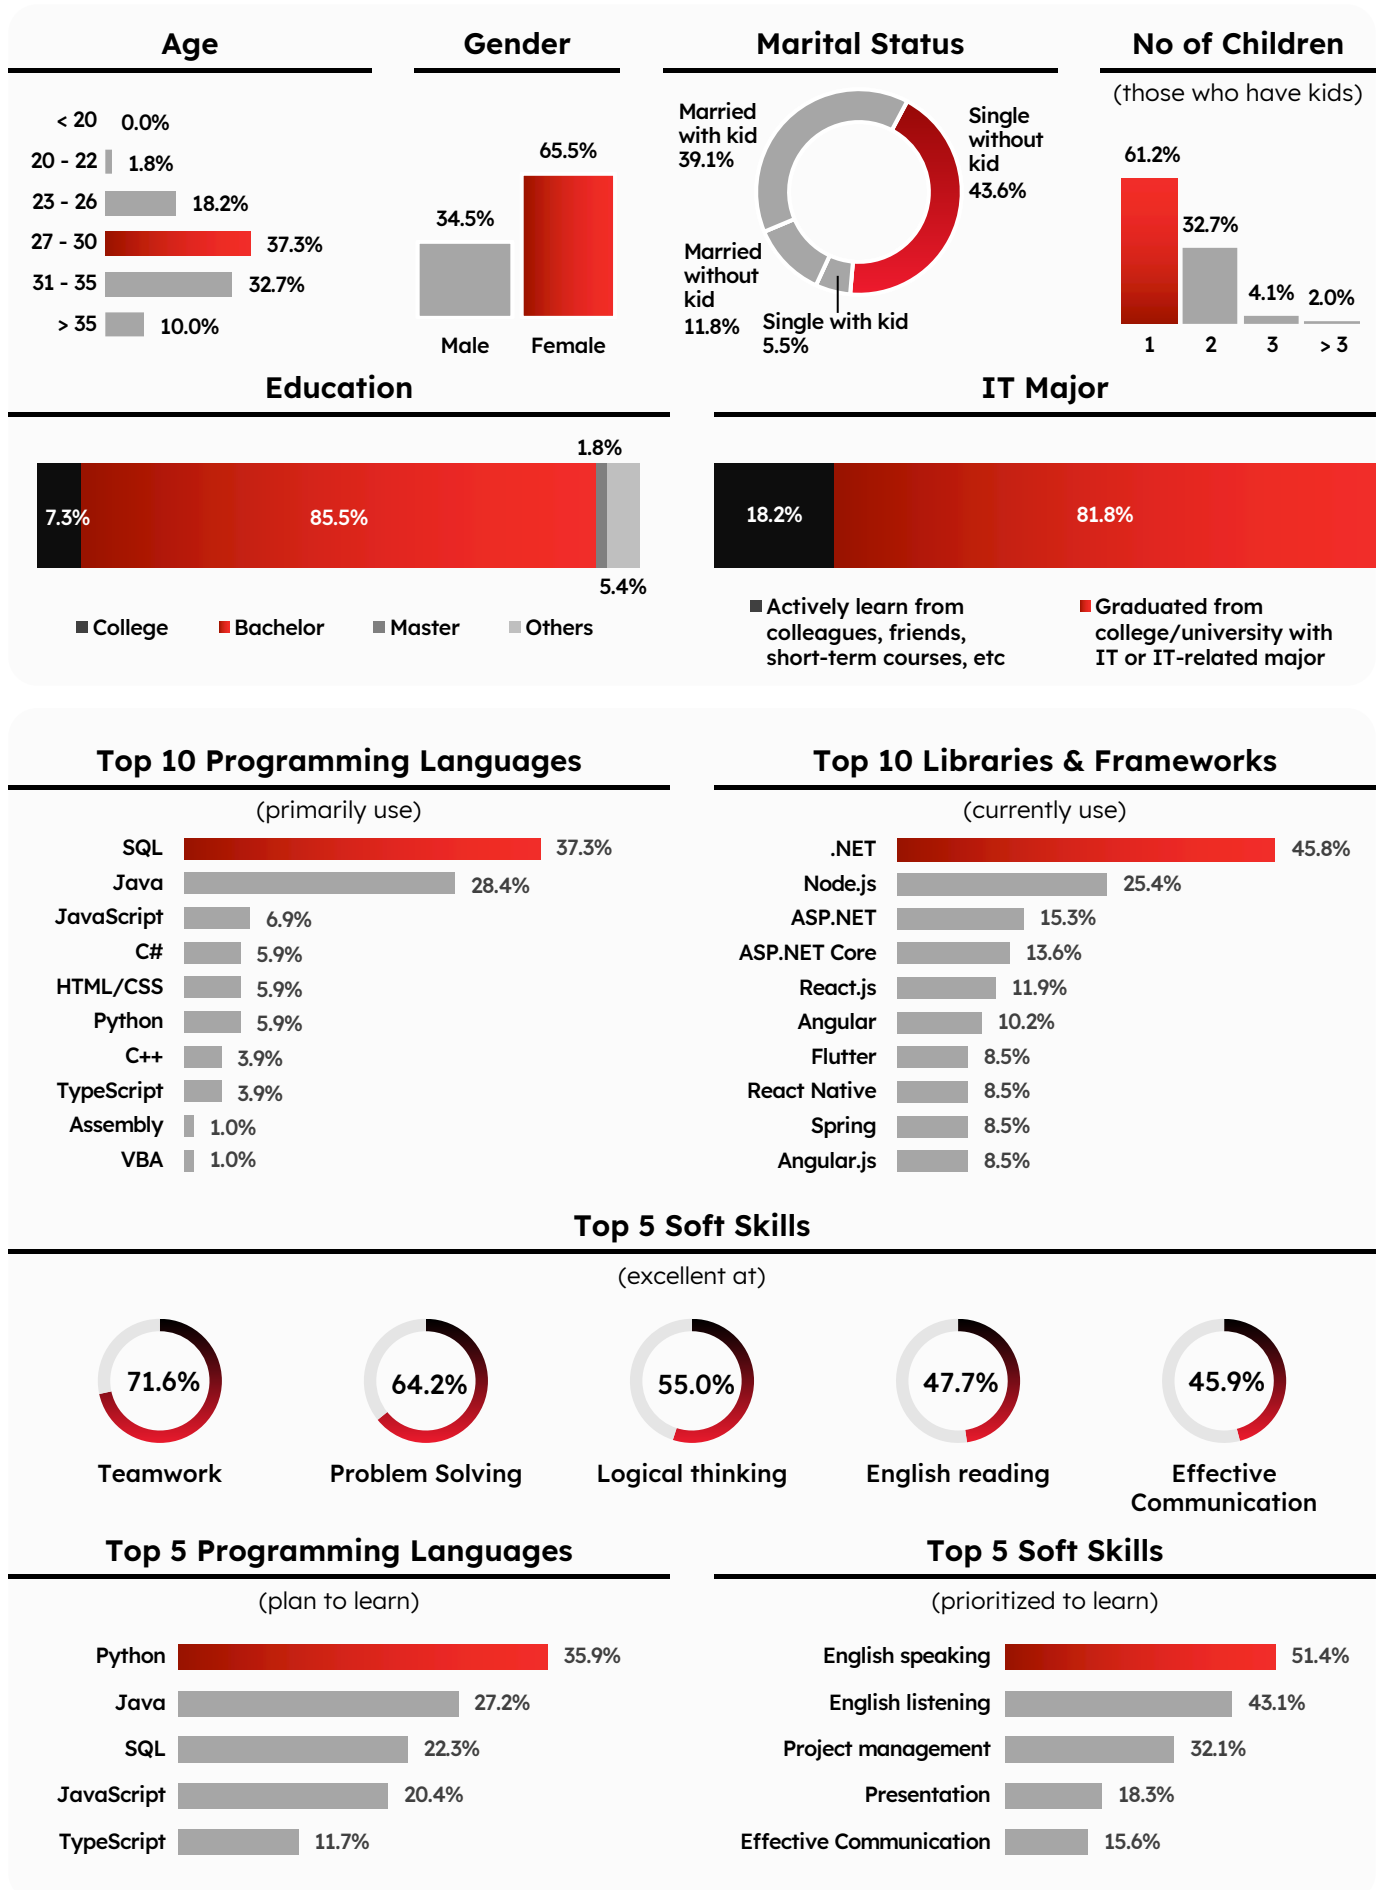 Age
< 20 0.0%
20 - 22 1.8%
23 - 26 18.2%
27 - 30 37.3%
31 - 35 32.7%
> 35 10.0%
Gender
34.5%
65.5%
Male Female
Marital Status
Married
with kid
39.1%
Single
without
kid
43.6%
Married
without
kid
11.8%
Single with kid
5.5%
No of Children
(those who have kids)
61.2%
32.7%
4.1% 2.0%
1 2 3 > 3
Education
1.8%
7.3% 85.5%
5.4%
College Bachelor Master Others
IT Major
18.2% 81.8%
Actively learn from
colleagues, friends,
short-term courses, etc
Graduated from
college/university with
IT or IT-related major
Top 10 Programming Languages
(primarily use)
SQL 37.3%
Java 28.4%
JavaScript 6.9%
C# 5.9%
HTML/CSS 5.9%
Python 5.9%
C++ 3.9%
TypeScript 3.9%
Assembly 1.0%
VBA 1.0%
Top 10 Libraries & Frameworks
(currently use)
.NET 45.8%
Node.js 25.4%
ASP.NET 15.3%
ASP.NET Core 13.6%
React.js 11.9%
Angular 10.2%
Flutter 8.5%
React Native 8.5%
Spring 8.5%
Angular.js 8.5%
Top 5 Soft Skills
(excellent at)
71.6% 64.2% 55.0% 47.7% 45.9%
Teamwork Problem Solving Logical thinking English reading Effective
Communication
Top 5 Programming Languages
(plan to learn)
Python 35.9%
Java 27.2%
SQL 22.3%
JavaScript 20.4%
TypeScript 11.7%
Top 5 Soft Skills
(prioritized to learn)
English speaking 51.4%
English listening 43.1%
Project management 32.1%
Presentation 18.3%
Effective Communication 15.6%